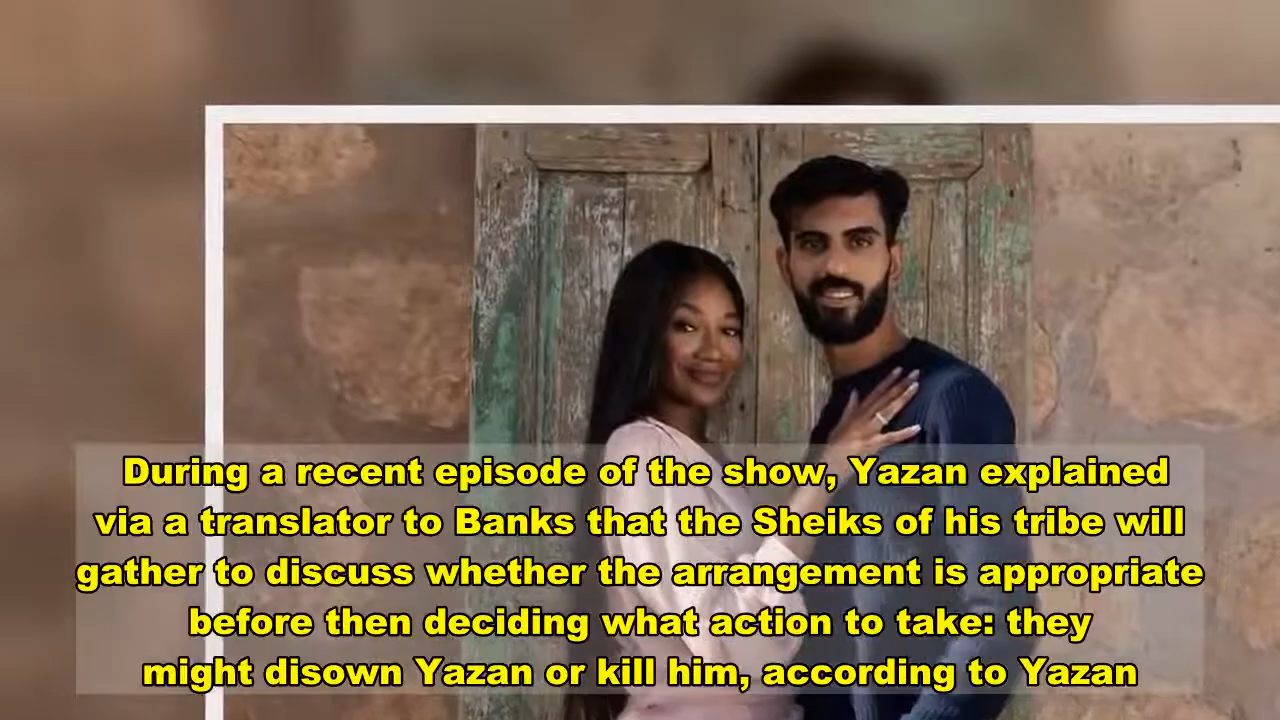 During a recent episode of the show, Yazan explained
via a translator to Banks that the Sheiks of his tribe will
gather to discuss whether the arrangement is appropriate
before then deciding what action to take: they
might disown Yazan or kill him, according to Yazan